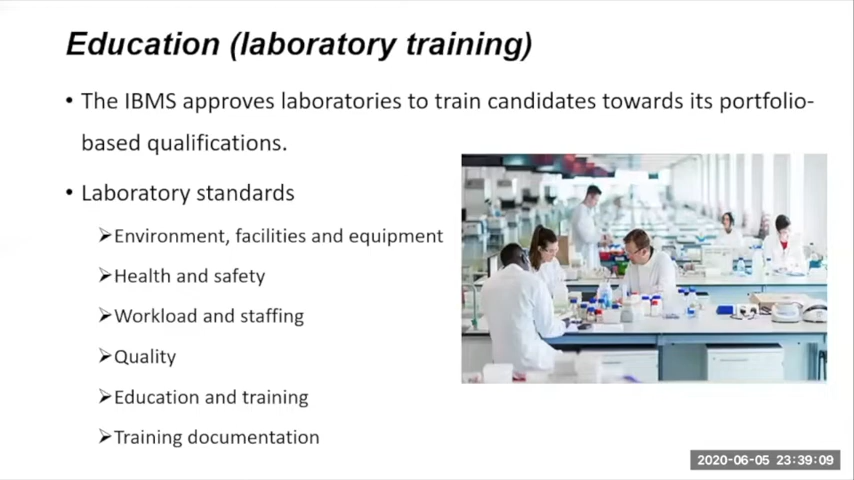 Education (laboratory training)
• The IBMS approves laboratories to train candidates towards its portfolio-
based qualifications.
• Laboratory standards
➢Environment, facilities and equipment
➢Health and safety
➢Workload and staffing
➢Quality
➢Education and training
➢Training documentation
2020-06-05 23:39:09